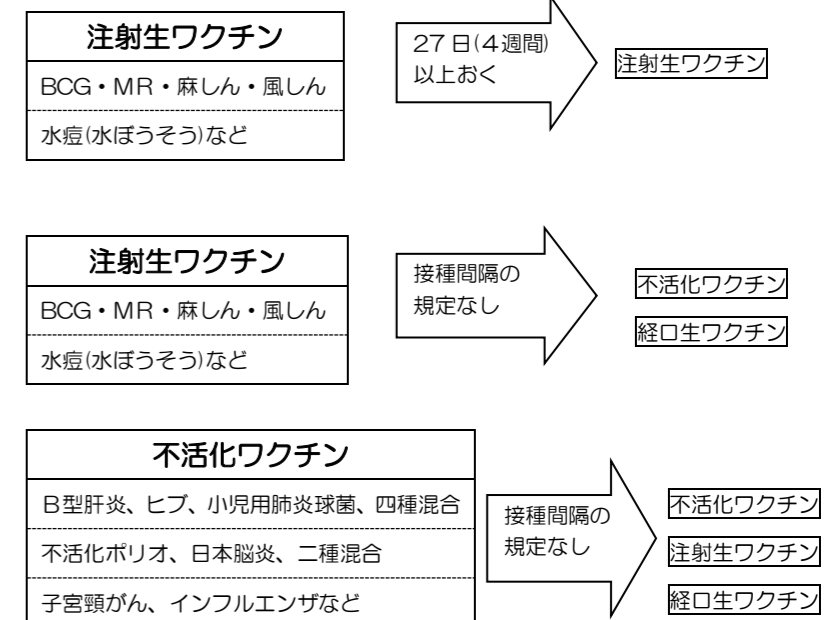 注射生ワクチン
BCG・MR・麻しん・風しん
水痘(水ぼうそう)など
27日(4週間)
以上おく
注射生ワクチン
注射生ワクチン
BCG・MR・麻しん・風しん
水痘(水ぼうそう)など
接種間隔の
規定なし
不活化ワクチン
経口生ワクチン
不活化ワクチン
B型肝炎、ヒブ、小児用肺炎球菌、四種混合
不活化ポリオ、日本脳炎、二種混合
子宮頸がん、インフルエンザなど
接種間隔の
規定なし
不活化ワクチン
注射生ワクチン
経口生ワクチン